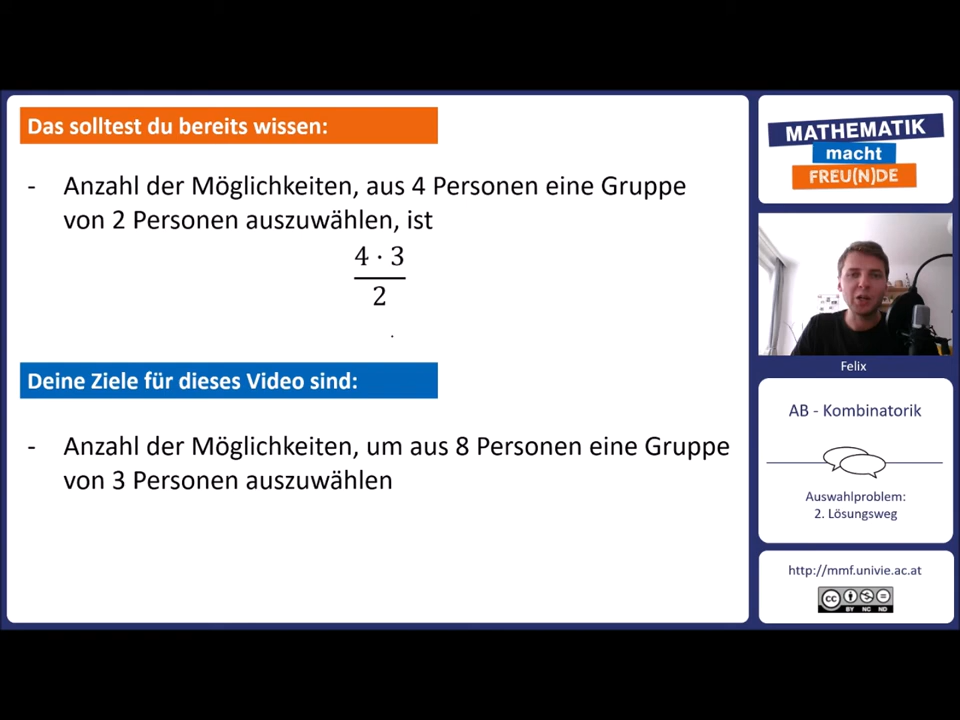 Das solltest du bereits wissen:
- Anzahl der Möglichkeiten, aus 4 Personen eine Gruppe
von 2 Personen auszuwählen, ist
4 · 3
2
Deine Ziele für dieses Video sind:
- Anzahl der Möglichkeiten, um aus 8 Personen eine Gruppe
von 3 Personen auszuwählen
MATHEMATIK
macht
FREU(N)DE
Felix
AB - Kombinatorik
Auswahlproblem:
2. Lösungsweg
http://mmf.univie.ac.at
cc
BY NC ND